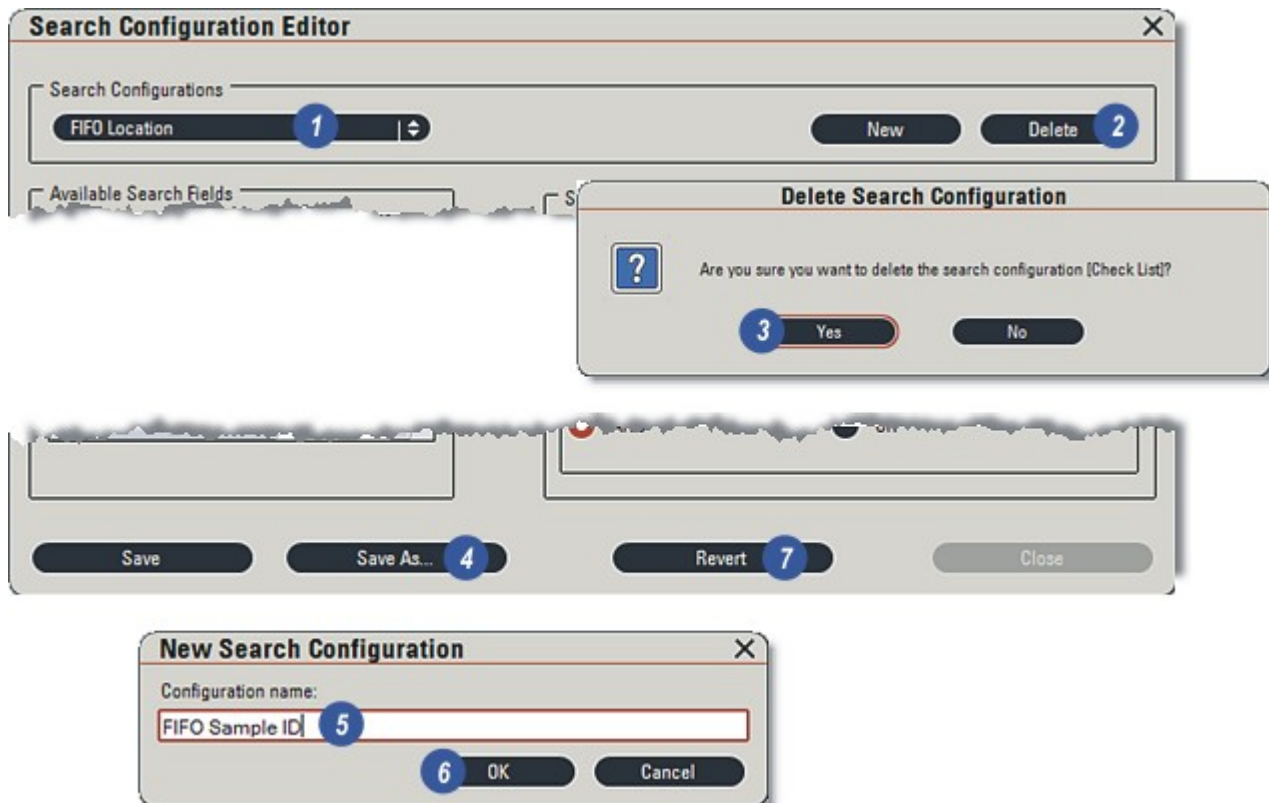 Search Configuration Editor
Search Configurations
FIFO Location
1
New
Delete
2
Available Search Fields
S
Delete Search Configuration
?
Are you sure you want to delete the search configuration [Check List]?
3
Yes
No
Save
Save As...
4
Revert
7
Close
New Search Configuration
Configuration name:
FIFO Sample ID
5
6
OK
Cancel